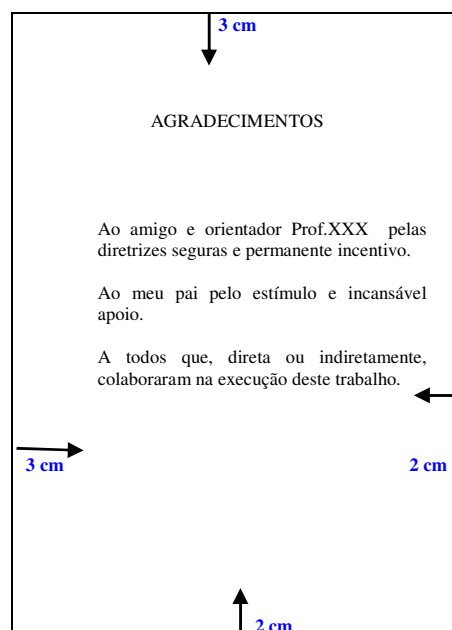 3 cm
AGRADECIMENTOS
Ao amigo e orientador Prof.XXX pelas
diretrizes seguras e permanente incentivo.
Ao meu pai pelo estímulo e incansável
apoio.
A todos que, direta ou indiretamente,
colaboraram na execução deste trabalho.
3 cm
2 cm
2 cm